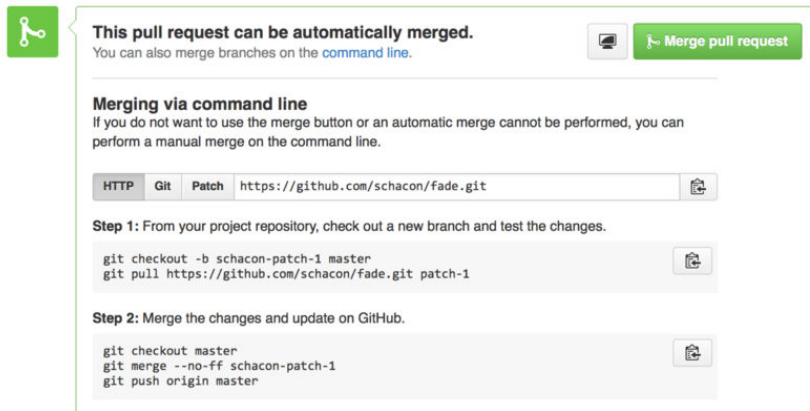 This pull request can be automatically merged.
You can also merge branches on the command line.
Merge pull request
Merging via command line
If you do not want to use the merge button or an automatic merge cannot be performed, you can
perform a manual merge on the command line.
HTTP Git Patch https://github.com/schacon/fade.git
Step 1: From your project repository, check out a new branch and test the changes.
git checkout -b schacon-patch-1 master
git pull https://github.com/schacon/fade.git patch-1
Step 2: Merge the changes and update on GitHub.
git checkout master
git merge --no-ff schacon-patch-1
git push origin master